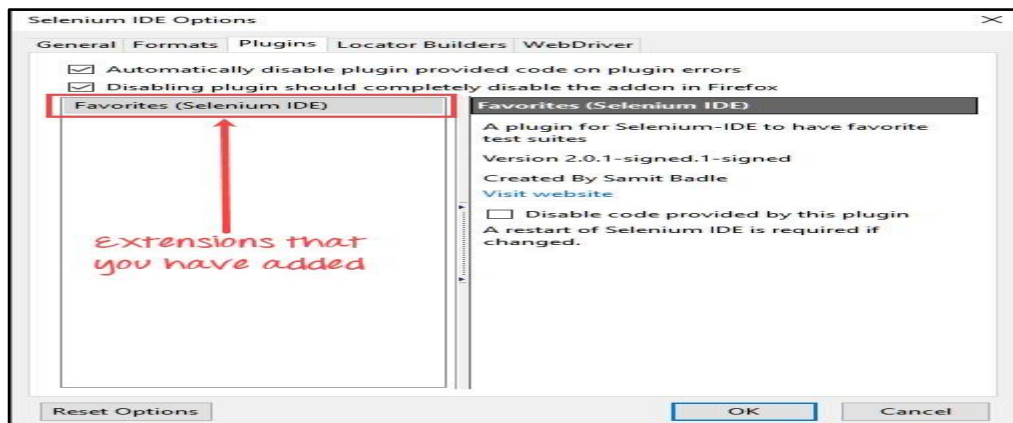 Selenium IDE Options
General Formats Plugins Locator Builders WebDriver
Automatically disable plugin provided code on plugin errors
Disabling plugin should completely disable the addon in Firefox
Favorites (Selenium IDE)
Favorites (Selenium IDE)
A plugin for Selenium-IDE to have favorite
test suites
Version 2.0.1-signed.1-signed
Created By Samit Badle
Visit website
Disable code provided by this plugin
A restart of Selenium IDE is required if
changed.
Extensions that
you have added
Reset Options
OK
Cancel